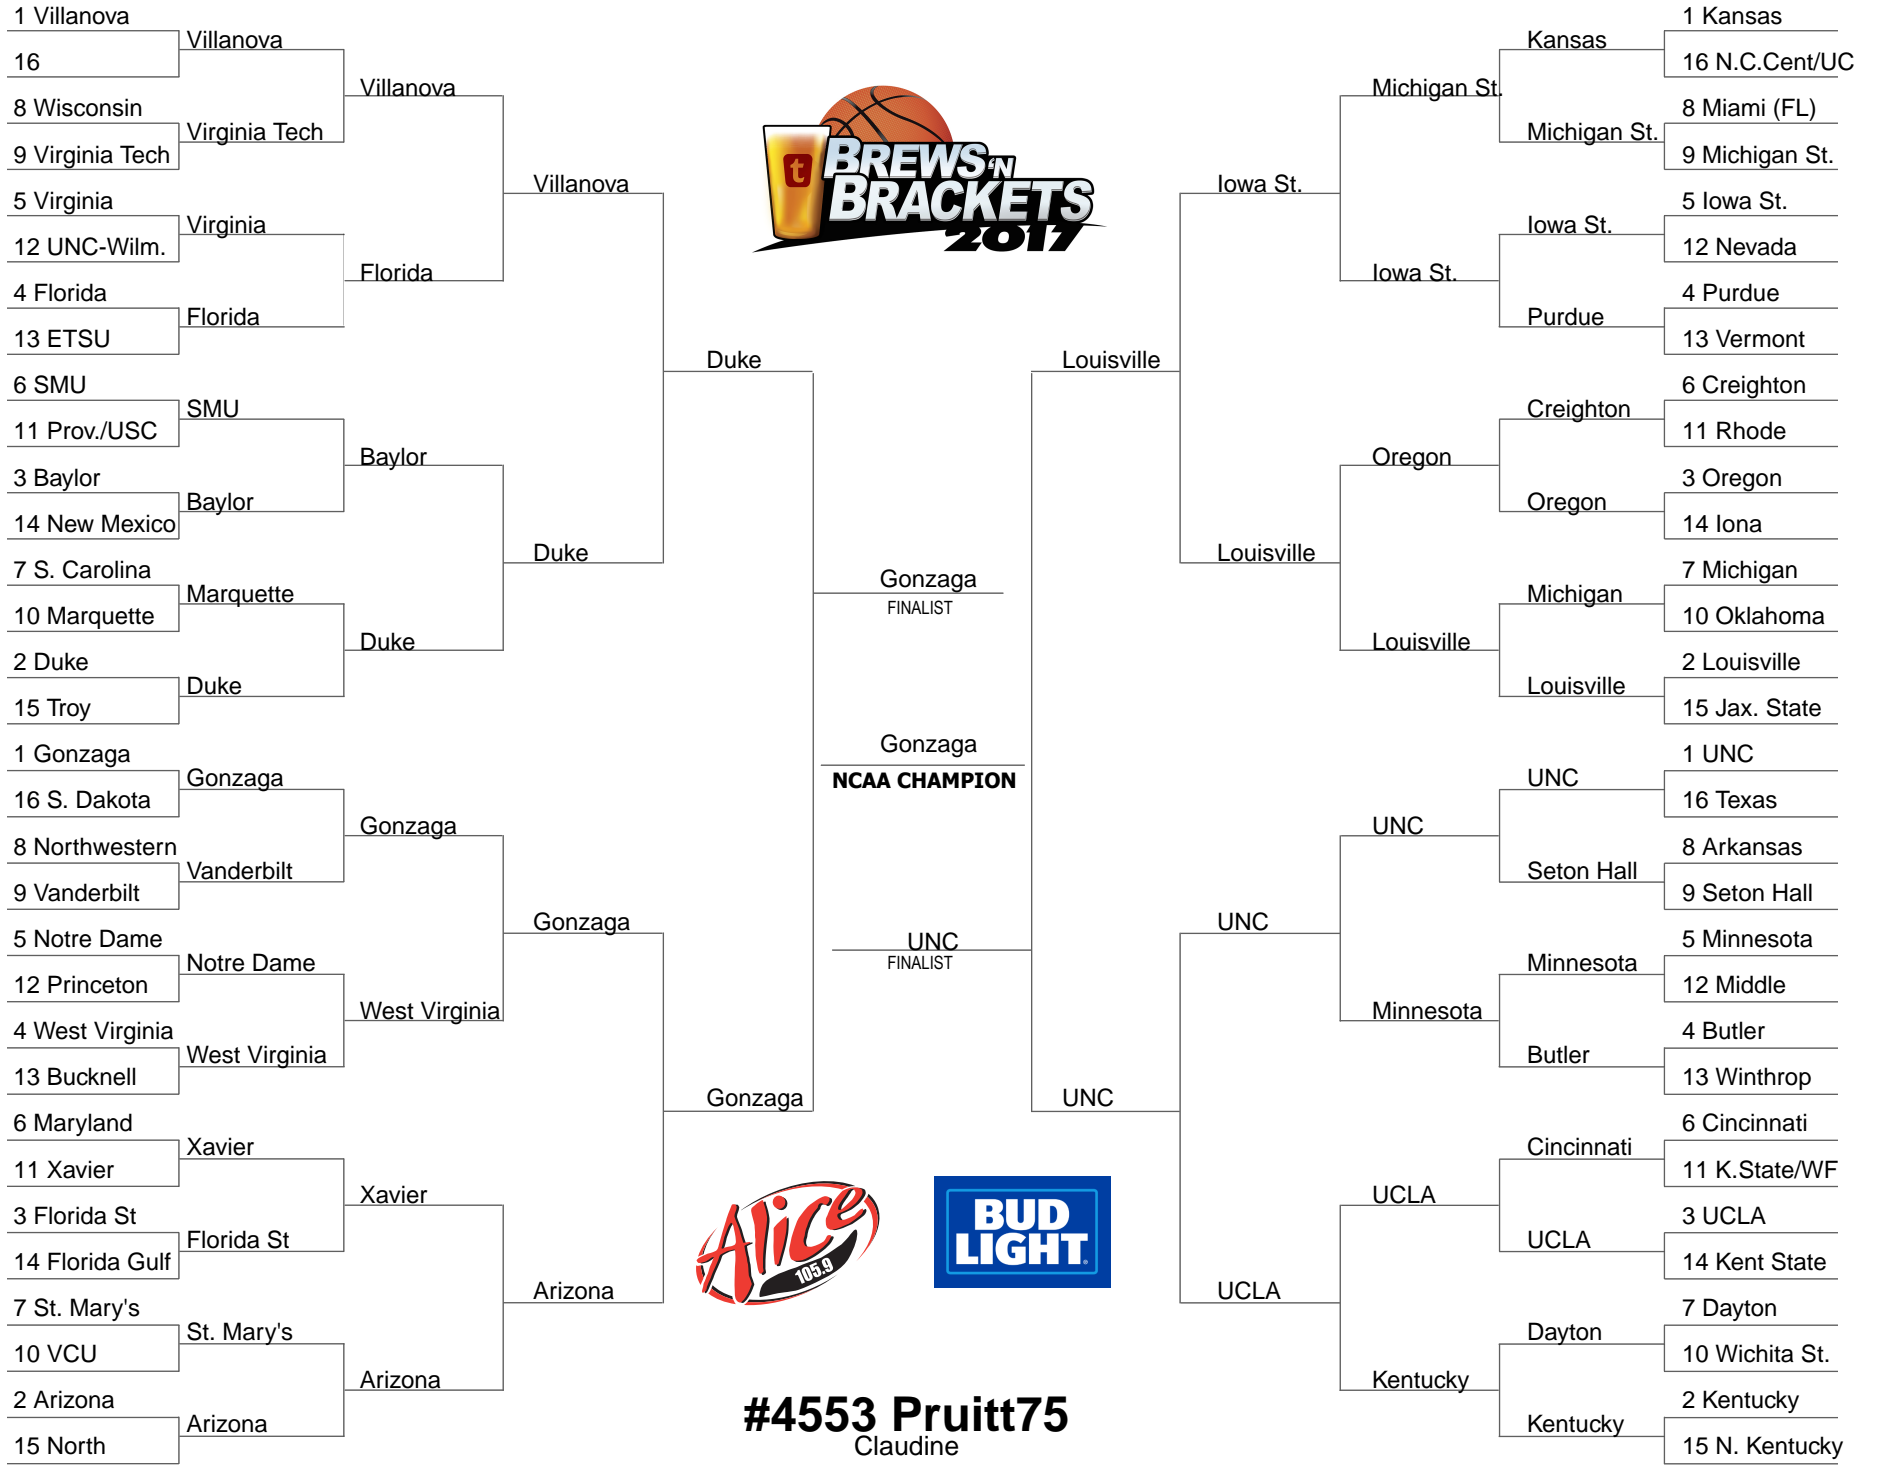 1 Villanova
16
8 Wisconsin
9 Virginia Tech
5 Virginia
12 UNC-Wilm.
4 Florida
13 ETSU
6 SMU
11 Prov./USC
3 Baylor
14 New Mexico
7 S. Carolina
10 Marquette
2 Duke
15 Troy
1 Gonzaga
16 S. Dakota
8 Northwestern
9 Vanderbilt
5 Notre Dame
12 Princeton
4 West Virginia
13 Bucknell
6 Maryland
11 Xavier
3 Florida St
14 Florida Gulf
7 St. Mary's
10 VCU
2 Arizona
15 North
Villanova
Virginia Tech
Virginia
Florida
SMU
Baylor
Marquette
Duke
Gonzaga
Vanderbilt
Notre Dame
West Virginia
Xavier
Florida St
St. Mary's
Arizona
Villanova
Florida
Baylor
Duke
Gonzaga
West Virginia
Xavier
Arizona
Villanova
Duke
Gonzaga
Arizona
Duke
Gonzaga
t
BREWS 'N
BRACKETS
2017
Gonzaga
FINALIST
Gonzaga
NCAA CHAMPION
UNC
FINALIST
Alice
105.9
BUD
LIGHT
#4553 Pruitt75
Claudine
Louisville
UNC
Iowa St.
Louisville
UNC
UCLA
Michigan St.
Iowa St.
Oregon
Louisville
UNC
Minnesota
UCLA
Kentucky
Kansas
Michigan St.
Iowa St.
Purdue
Creighton
Oregon
Michigan
Louisville
UNC
Seton Hall
Minnesota
Butler
Cincinnati
UCLA
Dayton
Kentucky
1 Kansas
16 N.C.Cent/UC
8 Miami (FL)
9 Michigan St.
5 Iowa St.
12 Nevada
4 Purdue
13 Vermont
6 Creighton
11 Rhode
3 Oregon
14 Iona
7 Michigan
10 Oklahoma
2 Louisville
15 Jax. State
1 UNC
16 Texas
8 Arkansas
9 Seton Hall
5 Minnesota
12 Middle
4 Butler
13 Winthrop
6 Cincinnati
11 K.State/WF
3 UCLA
14 Kent State
7 Dayton
10 Wichita St.
2 Kentucky
15 N. Kentucky